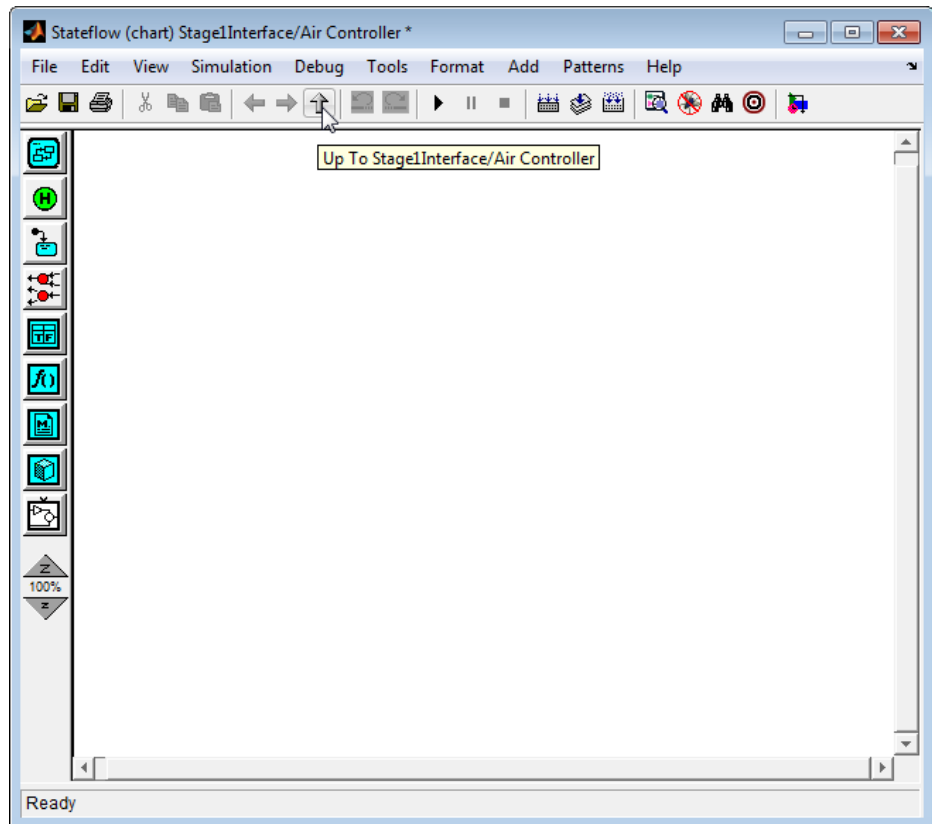 Stateflow (chart) Stage1Interface/Air Controller *
File Edit View Simulation Debug Tools Format Add Patterns Help
Up To Stage1Interface/Air Controller
H
T F
f()
M
Z
100%
z
Ready